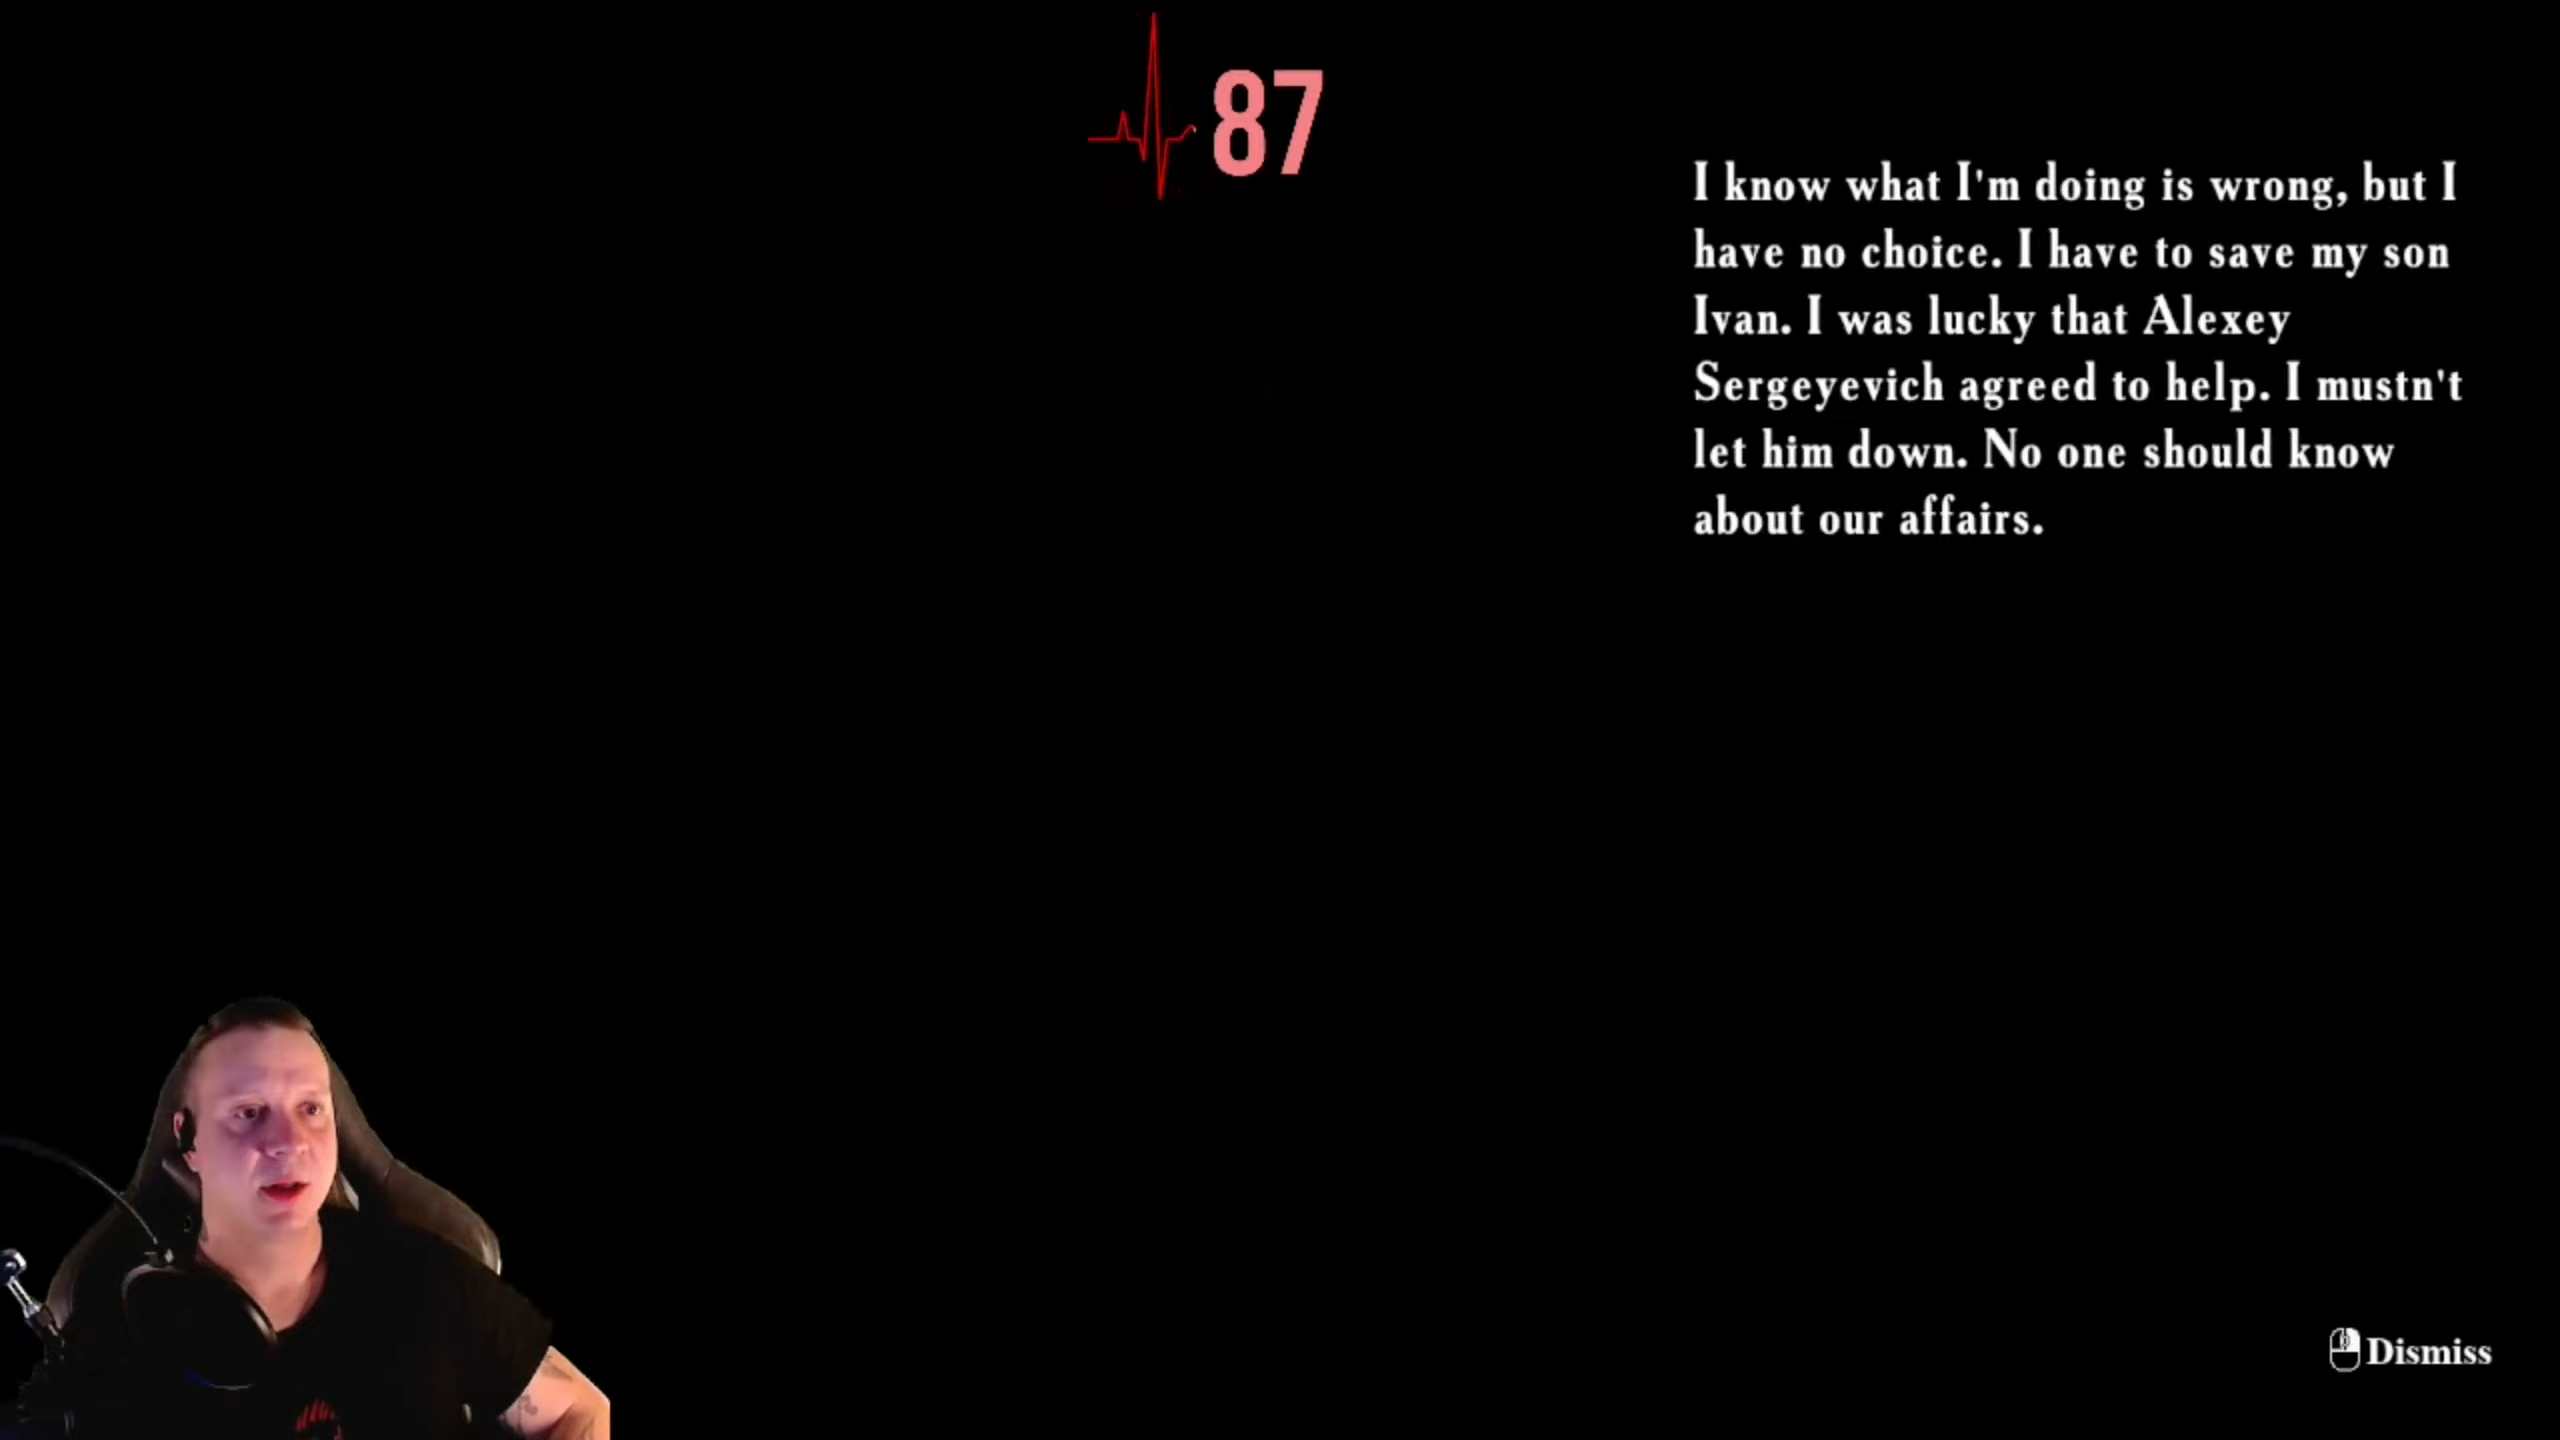 87
I know what I'm doing is wrong, but I
have no choice. I have to save my son
Ivan. I was lucky that Alexey
Sergeyevich agreed to help. I mustn't
let him down. No one should know
about our affairs.
Dismiss